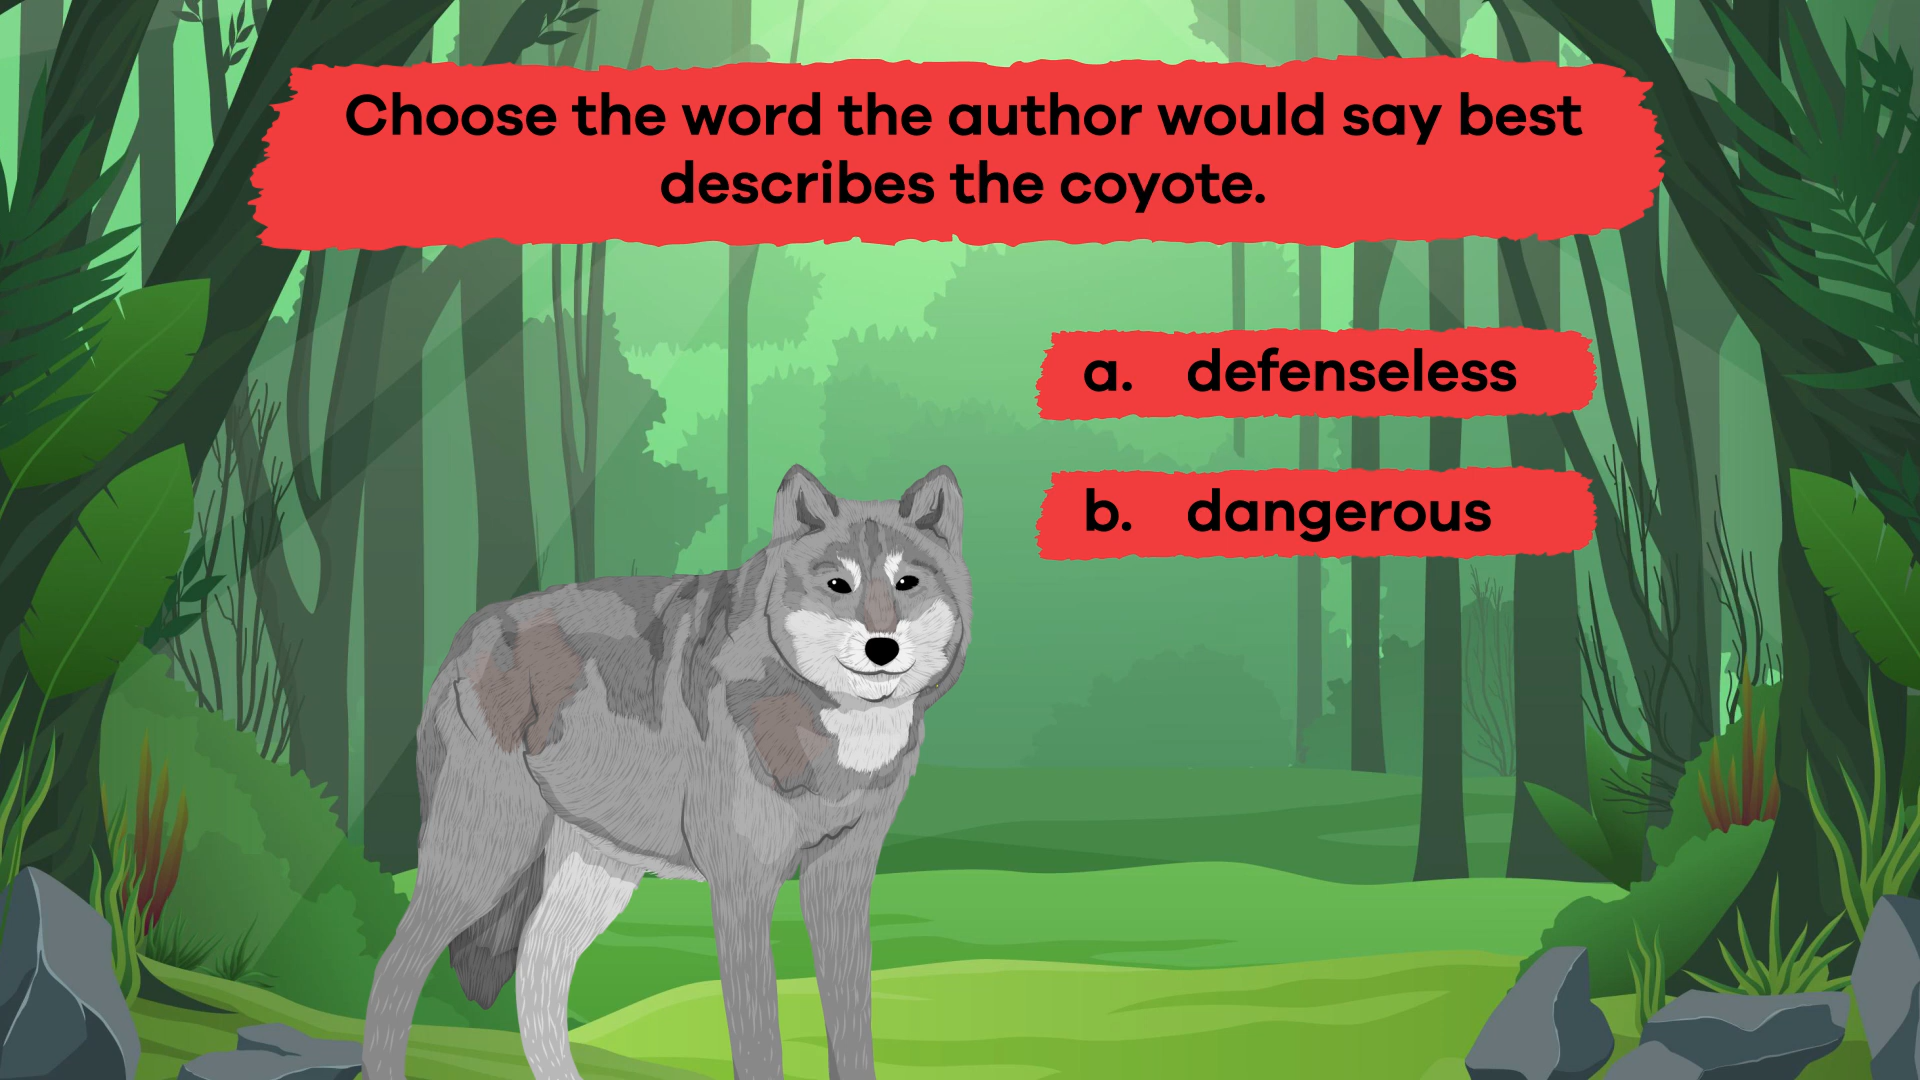 Choose the word the author would say best
describes the coyote.
a. defenseless
b. dangerous